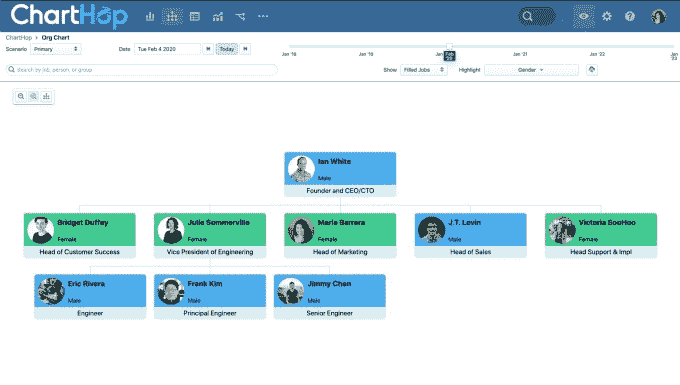 ChartHop
ChartHop > Org Chart
Scenario Primary Date Tue Feb 4 2020 Today
Jan '18 Jan '19 Jan Feb '20 Jan '21 Jan '22 Jan '23
Search by job, person, or group Show Filled Jobs Highlight Gender
Ian White
Male
Founder and CEO/CTO
Bridget Duffey Julie Sommerville Marie Barrera J.T. Levin Victoria SooHoo
Female Female Female Male Female
Head of Customer Success Vice President of Engineering Head of Marketing Head of Sales Head Support & Impl
Eric Rivera Frank Kim Jimmy Chen
Male Male Male
Engineer Principal Engineer Senior Engineer